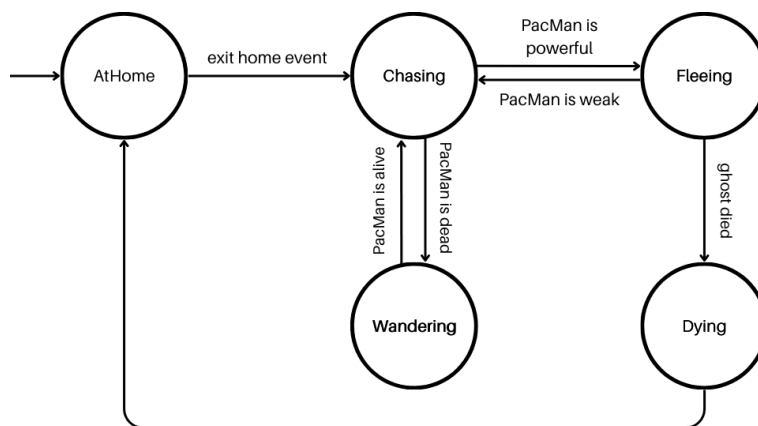 AtHome
exit home event
Chasing
PacMan is
powerful
PacMan is weak
Fleeing
PacMan is alive
PacMan is dead
ghost died
Wandering
Dying